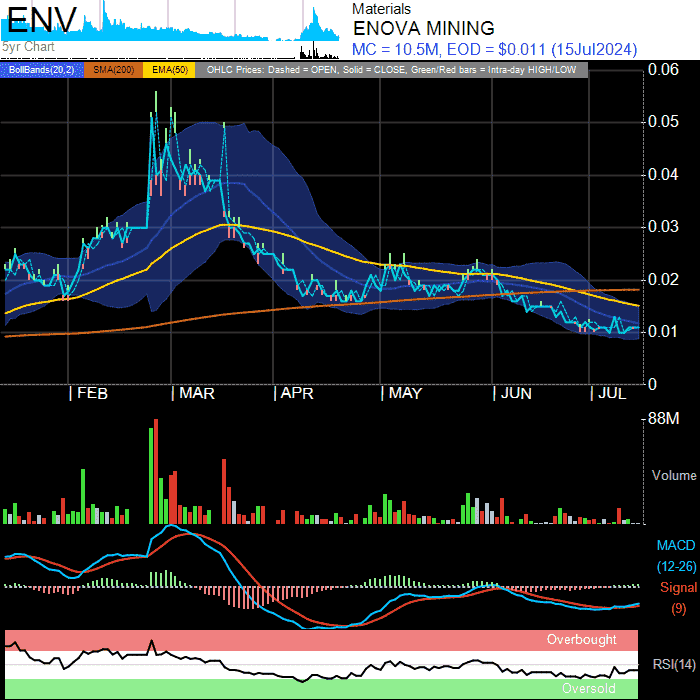 ENV
5yr Chart
Materials
ENOVA MINING
MC = 10.5M, EOD = $0.011 (15Jul2024)
BollBands(20,2)
SMA(200)
EMA(50)
OHLC Prices: Dashed = OPEN, Solid = CLOSE, Green/Red bars = Intra-day HIGH/LOW
0.06
0.05
0.04
0.03
0.02
0.01
0
| FEB
| MAR
| APR
| MAY
| JUN
| JUL
88M
Volume
MACD
(12-26)
Signal
(9)
Overbought
RSI(14)
Oversold